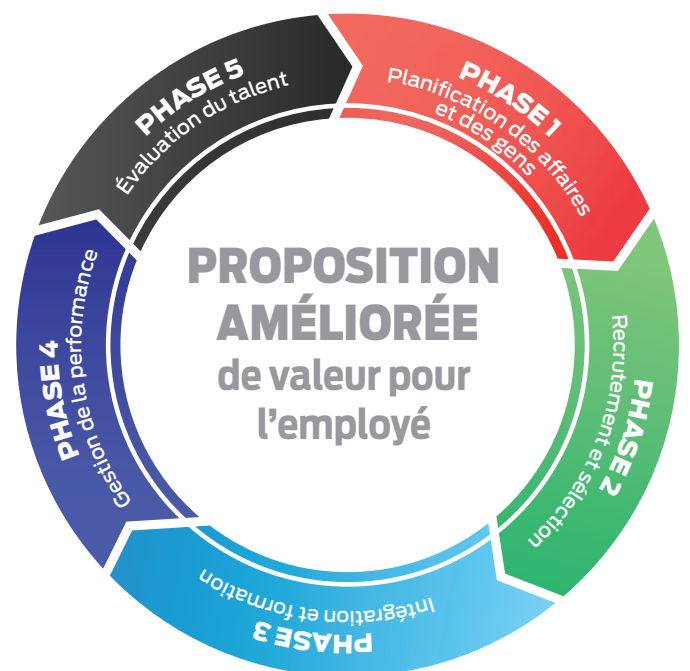 PROPOSITION
AMÉLIORÉE
de valeur pour
l'employé
PHASE 1
Planification des affaires
et des gens
PHASE 2
Recrutement et sélection
PHASE 3
Intégration et formation
PHASE 4
Gestion de la performance
PHASE 5
Évaluation du talent